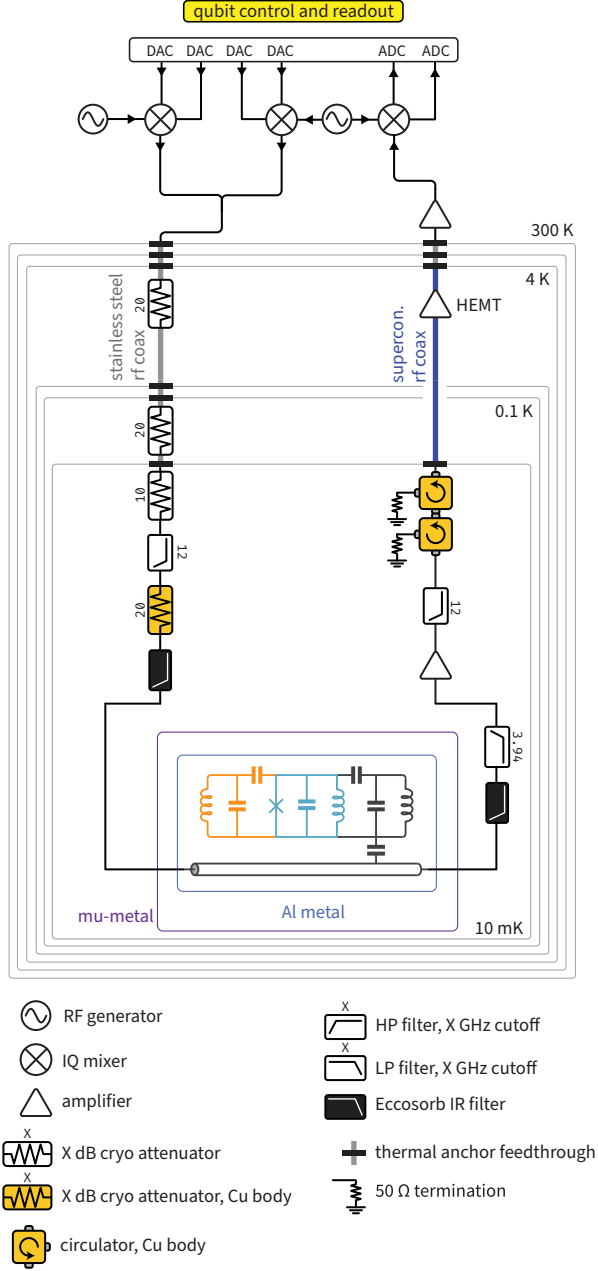 qubit control and readout
DAC DAC DAC DAC ADC ADC
300 K
4 K
stainless steel
rf coax
20
supercon.
rf coax
HEMT
0.1 K
20
10
12
20
12
3.94
mu-metal
Al metal
10 mK
RF generator
IQ mixer
amplifier
X
X dB cryo attenuator
X
X dB cryo attenuator, Cu body
circulator, Cu body
X
HP filter, X GHz cutoff
X
LP filter, X GHz cutoff
Eccosorb IR filter
thermal anchor feedthrough
50 Ω termination